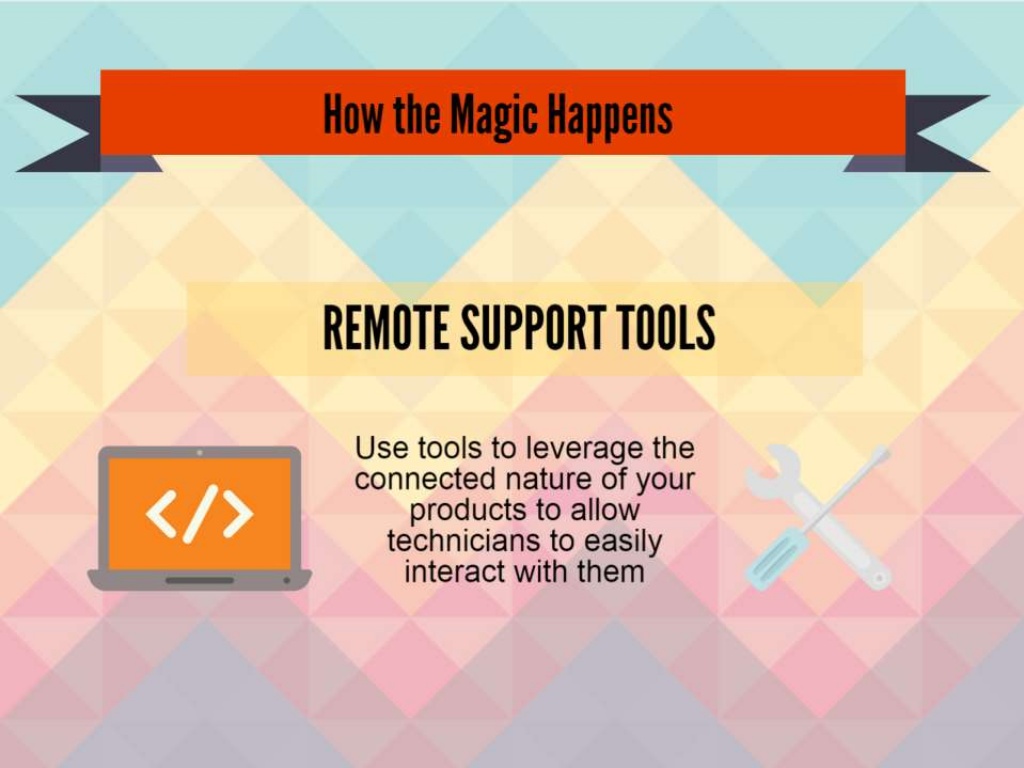 How the Magic Happens
REMOTE SUPPORT TOOLS
Use tools to leverage the
connected nature of your
products to allow
technicians to easily
interact with them
</>